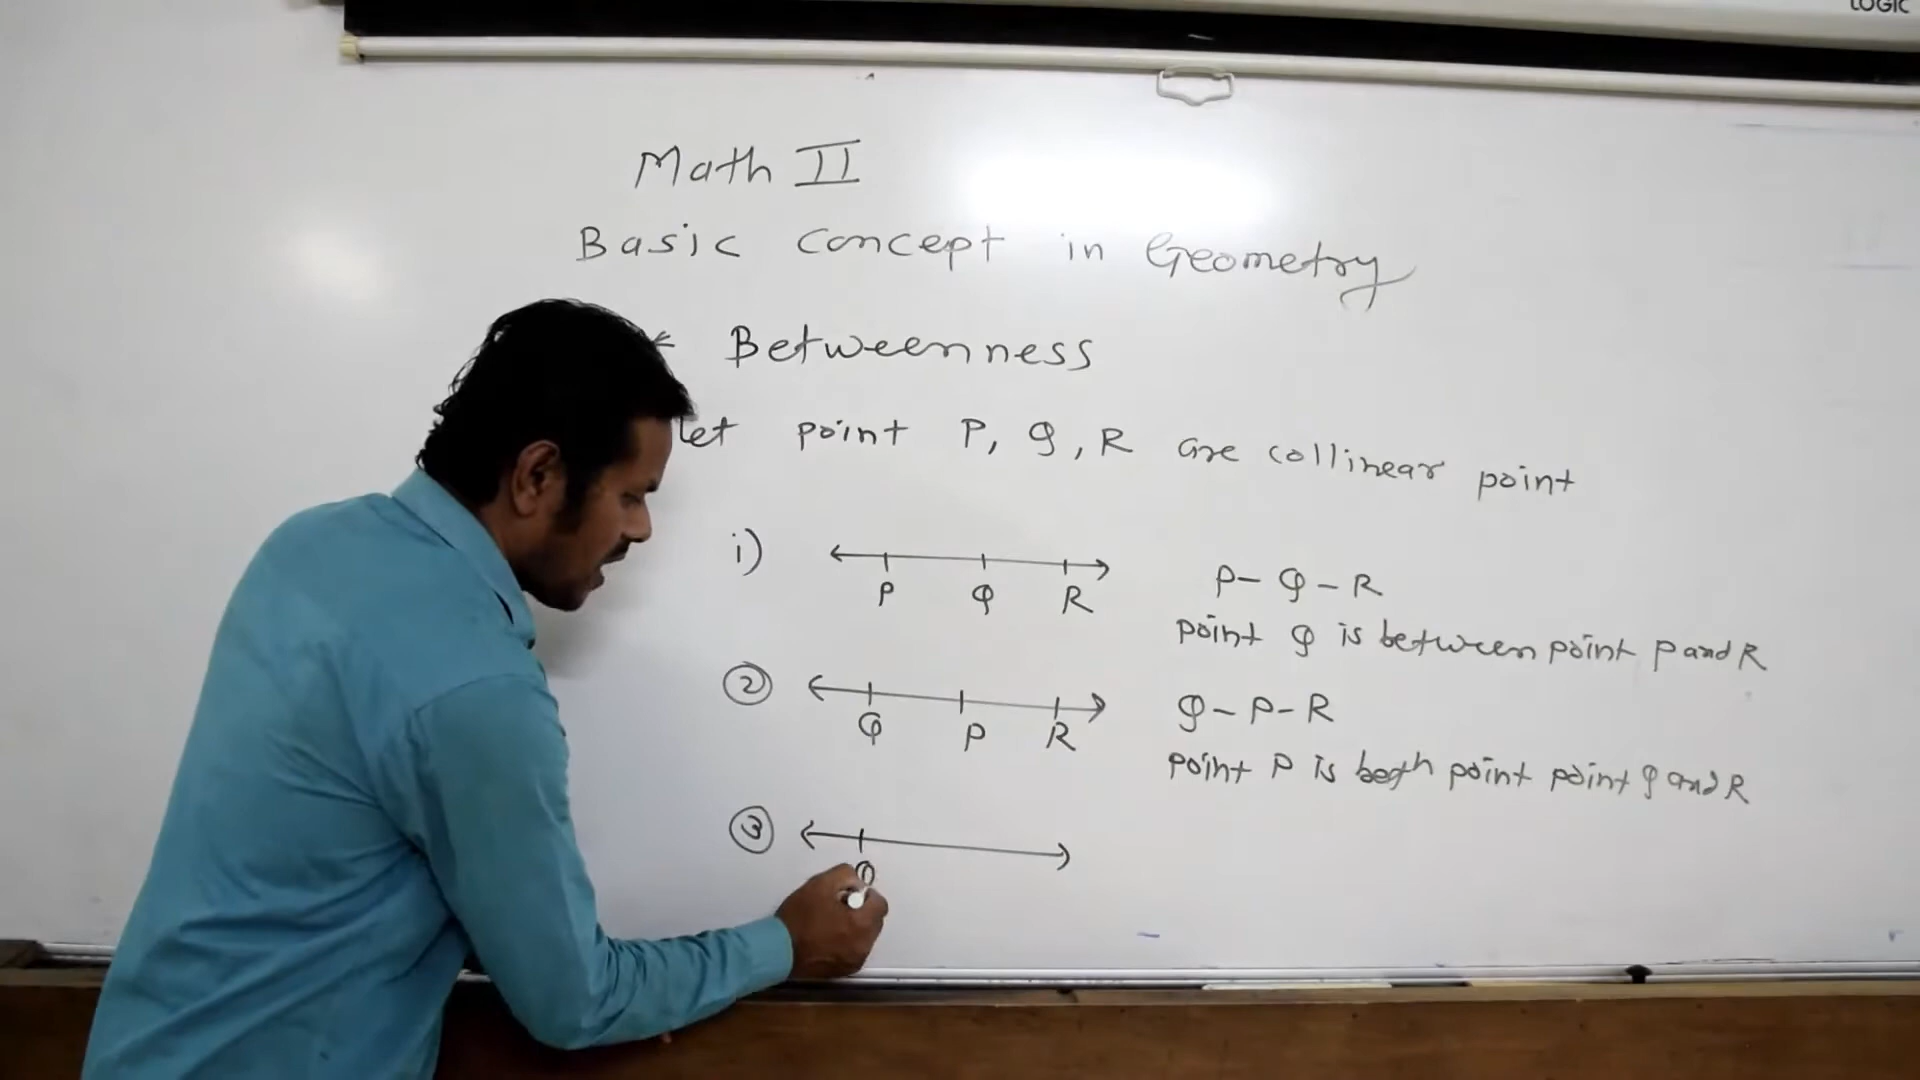 LOGIC
Math II
Basic concept in Geometry
Betweenness
Let point P, Q, R are collinear point
i)
P Q R
P - Q - R
point Q is between point P and R
2
Q P R
Q - P - R
point P is point point Q and R
3
Q